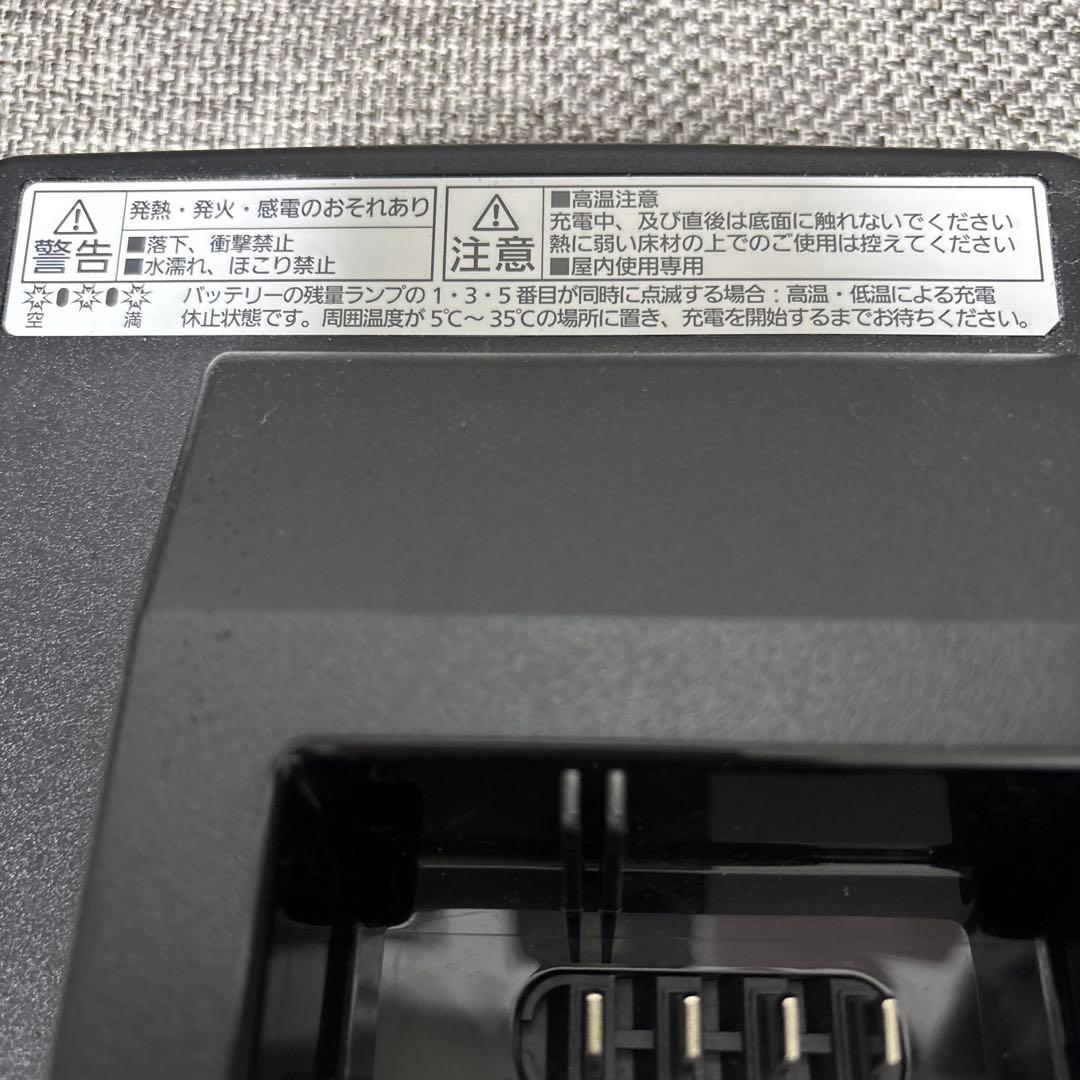 警告
発熱・発火・感電のおそれあり
■落下、衝撃禁止
■水濡れ、ほこり禁止
注意
■高温注意
充電中、及び直後は底面に触れないでください
熱に弱い床材の上でのご使用は控えてください
■屋内使用専用
空 満
バッテリーの残量ランプの1・3・5番目が同時に点滅する場合:高温・低温による充電
休止状態です。周囲温度が5℃〜35℃の場所に置き、充電を開始するまでお待ちください。